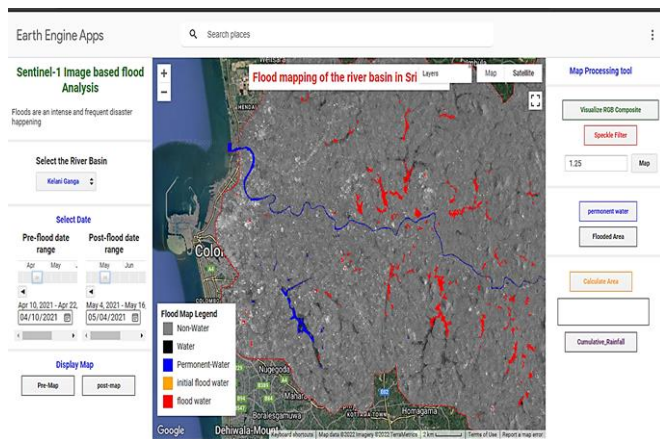 Earth Engine Apps
Search places
Sentinel-1 Image based flood
Analysis
Floods are an intense and frequent disaster
happening
Select the River Basin
Kelani Ganga
Select Date
Pre-flood date
range
Post-flood date
range
Apr May
May Jun
Apr 10, 2021 - Apr 22,
May 4, 2021 - May 16,
04/10/2021
05/04/2021
Display Map
Pre-Map
post-map
Flood mapping of the river basin in Sri
Layers
Map
Satellite
HENDAL
Colo
COLOMBO
A4
Flood Map Legend
Non-Water
Water
Permonent-Water
initial flood water
flood water
Nugegoda
Mahara
Boralesgamuwa
KOTTAWA TOWN
Homagama
Dehiwala-Mount
Google
Keyboard shortcuts
Map data ©2022 Imagery ©2022 TerraMetrics
2 km
Terms of Use
Report a map error
Map Processing tool
Visualize RGB Composite
Speckle Filter
1.25
Map
permonent water
Flooded Area
Calculate Area
Cumulative_Rainfall